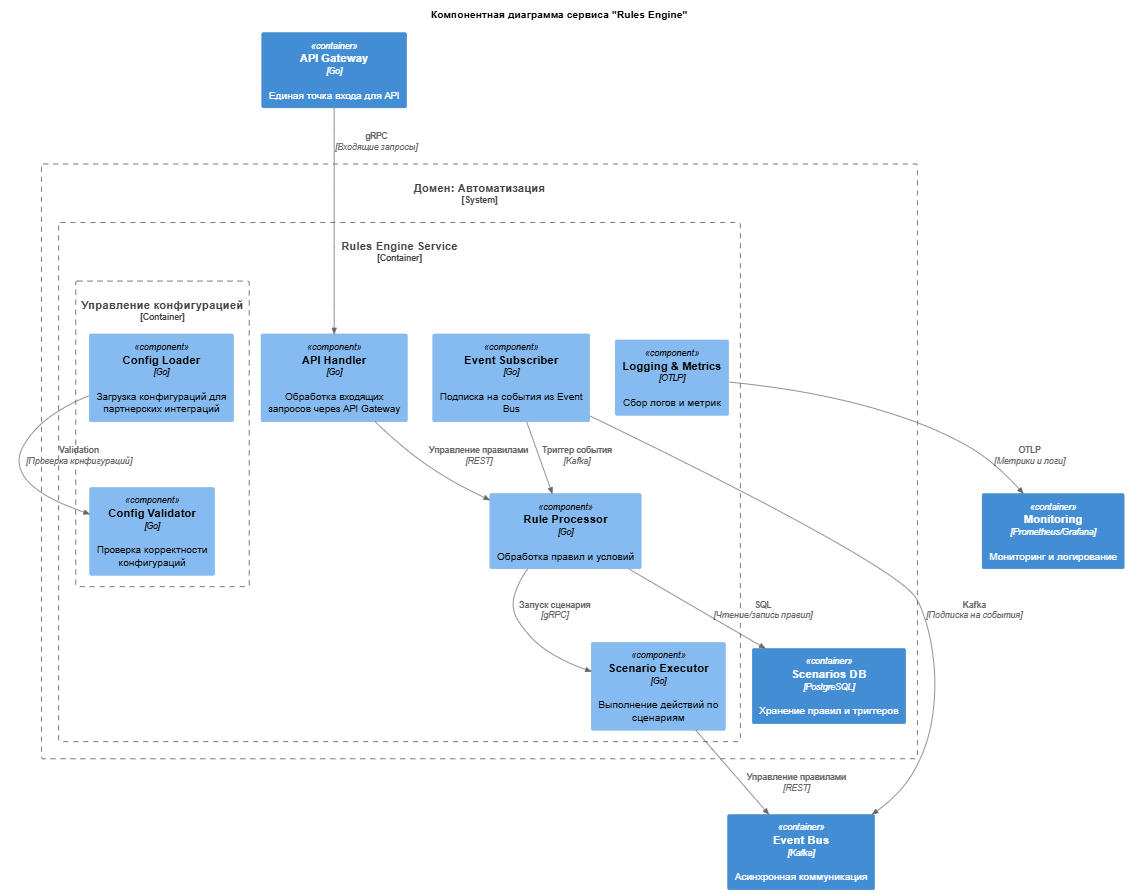 Компонентная диаграмма сервиса "Rules Engine"
«container»
API Gateway
[Go]
Единая точка входа для API
gRPC
[Входящие запросы]
Домен: Автоматизация
[System]
Rules Engine Service
[Container]
Управление конфигурацией
[Container]
«component»
Config Loader
[Go]
Загрузка конфигураций для
партнерских интеграций
«component»
API Handler
[Go]
Обработка входящих
запросов через API Gateway
«component»
Event Subscriber
[Go]
Подписка на события из Event
Bus
«component»
Logging & Metrics
[OTLP]
Сбор логов и метрик
Validation
[Проверка конфигураций]
Управление правилами
[REST]
Триггер события
[Kafka]
OTLP
[Метрики и логи]
«component»
Config Validator
[Go]
Проверка корректности
конфигураций
«component»
Rule Processor
[Go]
Обработка правил и условий
«container»
Monitoring
[Prometheus/Grafana]
Мониторинг и логирование
Запуск сценария
[gRPC]
SQL
[Чтение/запись правил]
Kafka
[Подписка на события]
«component»
Scenario Executor
[Go]
Выполнение действий по
сценариям
«container»
Scenarios DB
[PostgreSQL]
Хранение правил и триггеров
Управление правилами
[REST]
«container»
Event Bus
[Kafka]
Асинхронная коммуникация